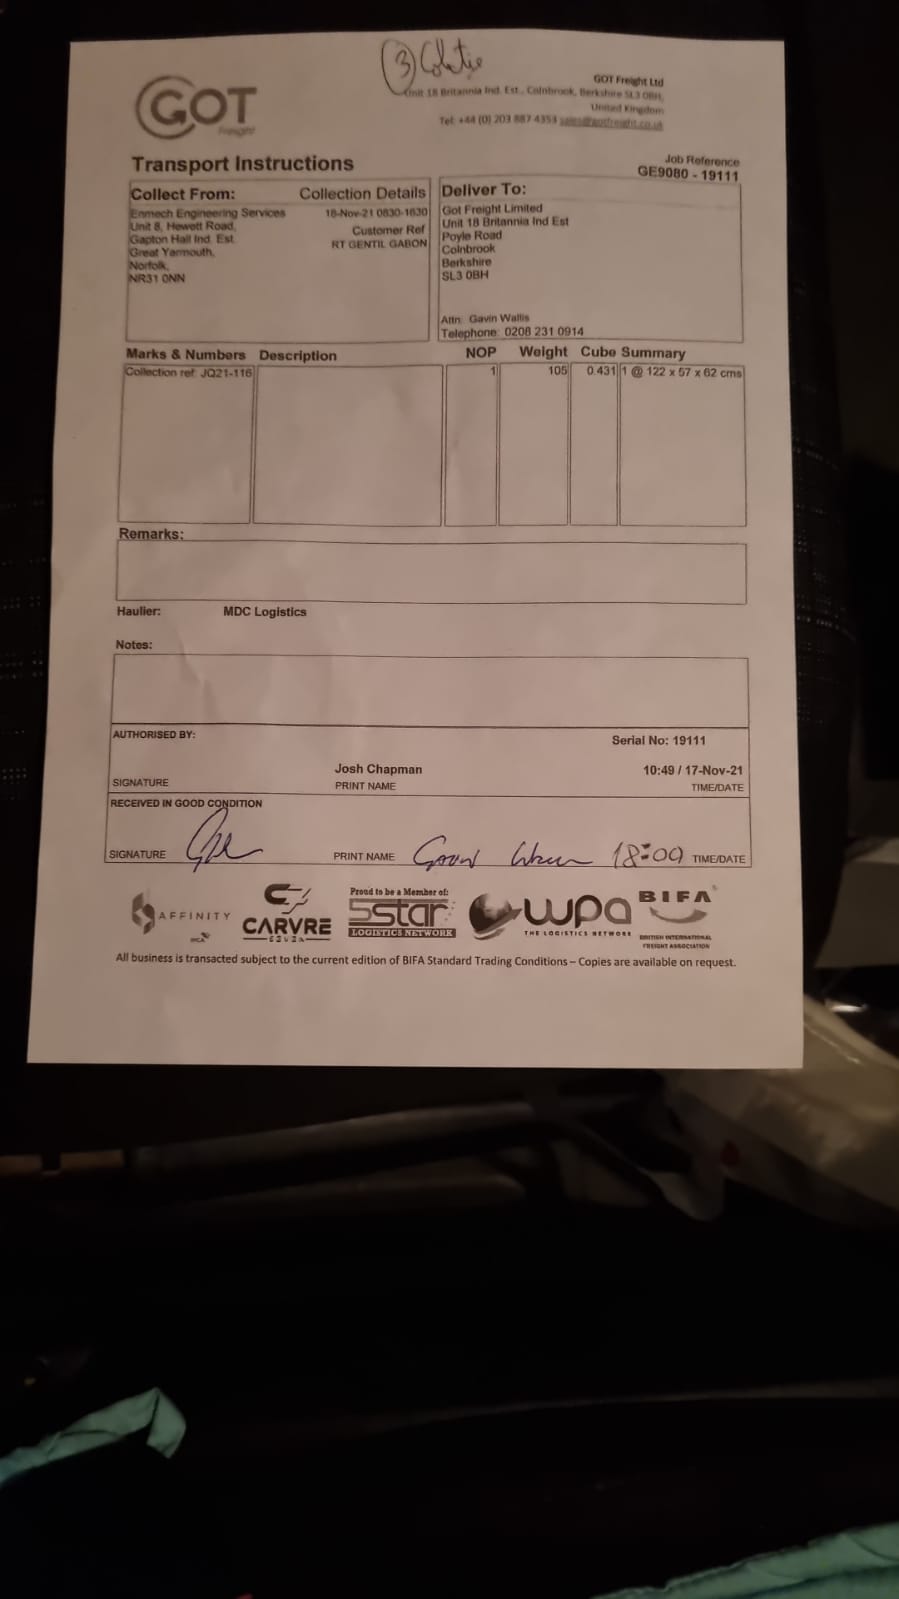 3
GOT
Freight
GOT Freight Ltd
Unit 18 Britannia Ind. Est., Colnbrook, Berkshire SL3 0BH,
United Kingdom
Tel: +44 (0) 203 887 4353 sales@gotfreight.co.uk
Transport Instructions
Job Reference
GE9080 - 19111
Collect From: Collection Details
Enmech Engineering Services 18-Nov-21 0830-1630
Unit 8, Hewett Road, Customer Ref
Gapton Hall Ind. Est. RT GENTIL GABON
Great Yarmouth,
Norfolk,
NR31 0NN
Deliver To:
Got Freight Limited
Unit 18 Britannia Ind Est
Poyle Road
Colnbrook
Berkshire
SL3 0BH
Attn: Gavin Wallis
Telephone: 0208 231 0914
Marks & Numbers Description NOP Weight Cube Summary
Collection ref: JQ21-116 1 105 0.431 1 @ 122 x 57 x 62 cms
Remarks:
Haulier: MDC Logistics
Notes:
AUTHORISED BY: Serial No: 19111
Josh Chapman 10:49 / 17-Nov-21
SIGNATURE PRINT NAME TIME/DATE
RECEIVED IN GOOD CONDITION
SIGNATURE PRINT NAME 18:00 TIME/DATE
AFFINITY
CARVRE
Proud to be a Member of:
5star
LOGISTICS NETWORK
wpa
THE LOGISTICS NETWORK
BIFA
BRITISH INTERNATIONAL
FREIGHT ASSOCIATION
All business is transacted subject to the current edition of BIFA Standard Trading Conditions – Copies are available on request.